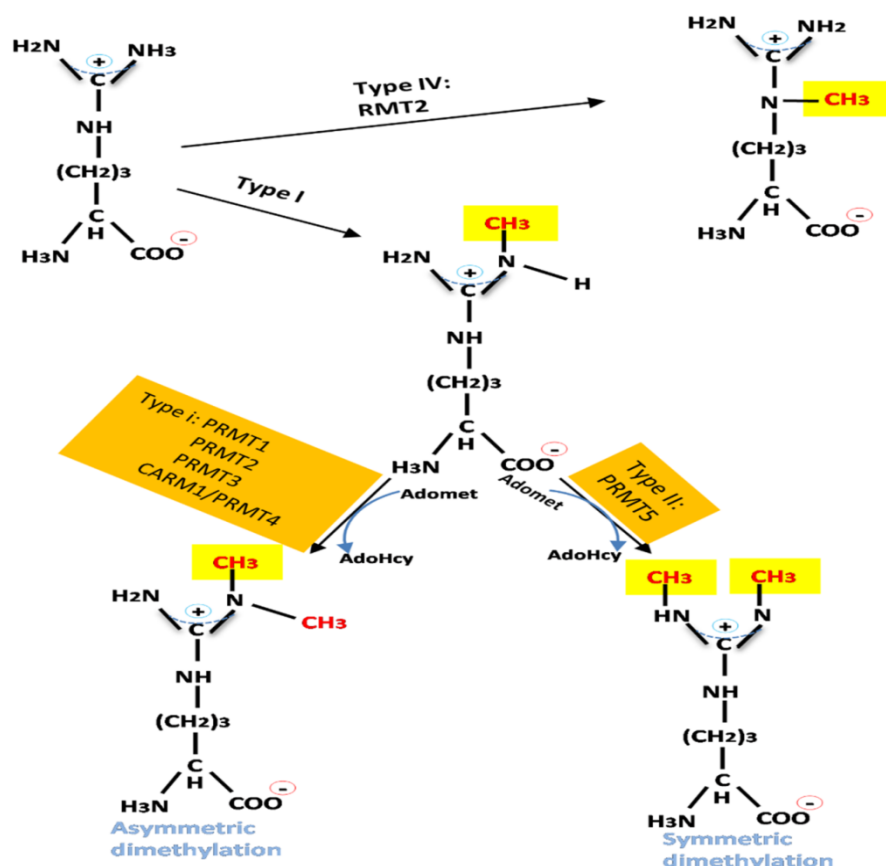 H2N
+
NH3
C
NH
(CH2)3
C
H
H3N
COO
-
Type IV:
RMT2
Type I
H2N
+
NH2
C
N
CH3
(CH2)3
C
H
H3N
COO
-
CH3
H2N
N
+
H
C
NH
(CH2)3
C
H
H3N
COO
-
Type i: PRMT1
PRMT2
PRMT3
CARM1/PRMT4
Adomet
AdoHcy
Type II:
PRMT5
Adomet
AdoHcy
CH3
H2N
N
+
CH3
C
NH
(CH2)3
C
H
H3N
COO
-
Asymmetric
dimethylation
CH3
CH3
HN
N
+
C
NH
(CH2)3
C
H
H3N
COO
-
Symmetric
dimethylation